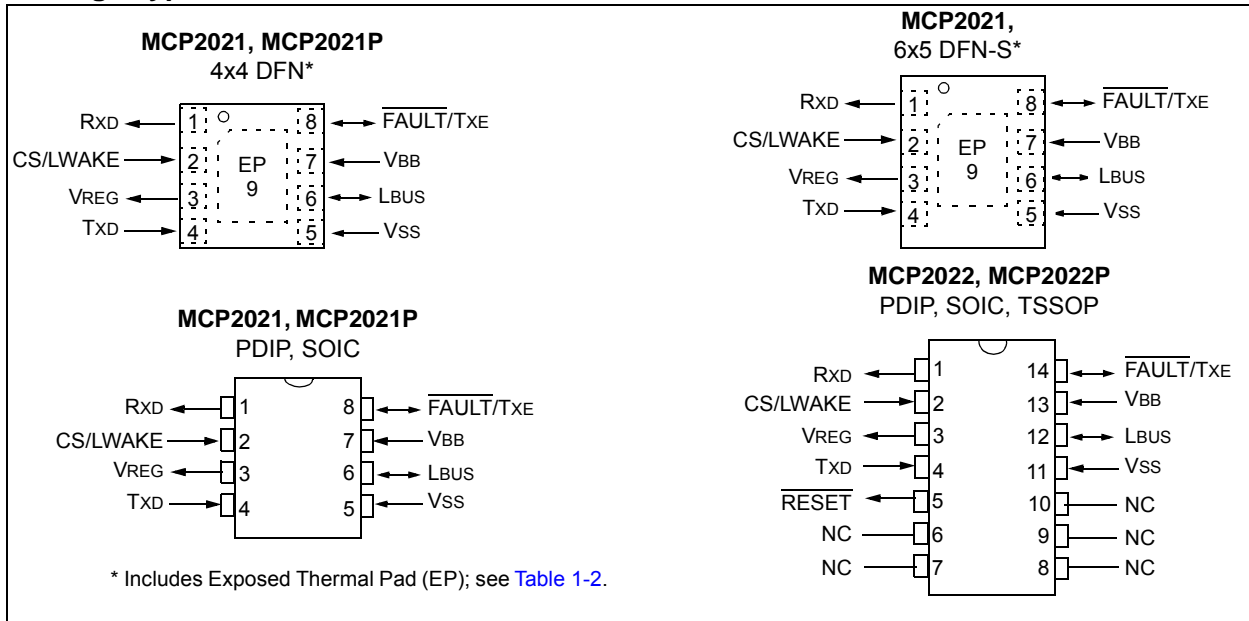 MCP2021, MCP2021P
4x4 DFN*
RXD 1 8 FAULT/TXE
CS/LWAKE 2 EP 7 VBB
VREG 3 9 6 LBUS
TXD 4 5 VSS
MCP2021,
6x5 DFN-S*
RXD 1 8 FAULT/TXE
CS/LWAKE 2 EP 7 VBB
VREG 3 9 6 LBUS
TXD 4 5 VSS
MCP2021, MCP2021P
PDIP, SOIC
RXD 1 8 FAULT/TXE
CS/LWAKE 2 7 VBB
VREG 3 6 LBUS
TXD 4 5 VSS
MCP2022, MCP2022P
PDIP, SOIC, TSSOP
RXD 1 14 FAULT/TXE
CS/LWAKE 2 13 VBB
VREG 3 12 LBUS
TXD 4 11 VSS
RESET 5 10 NC
NC 6 9 NC
NC 7 8 NC
* Includes Exposed Thermal Pad (EP); see Table 1-2.